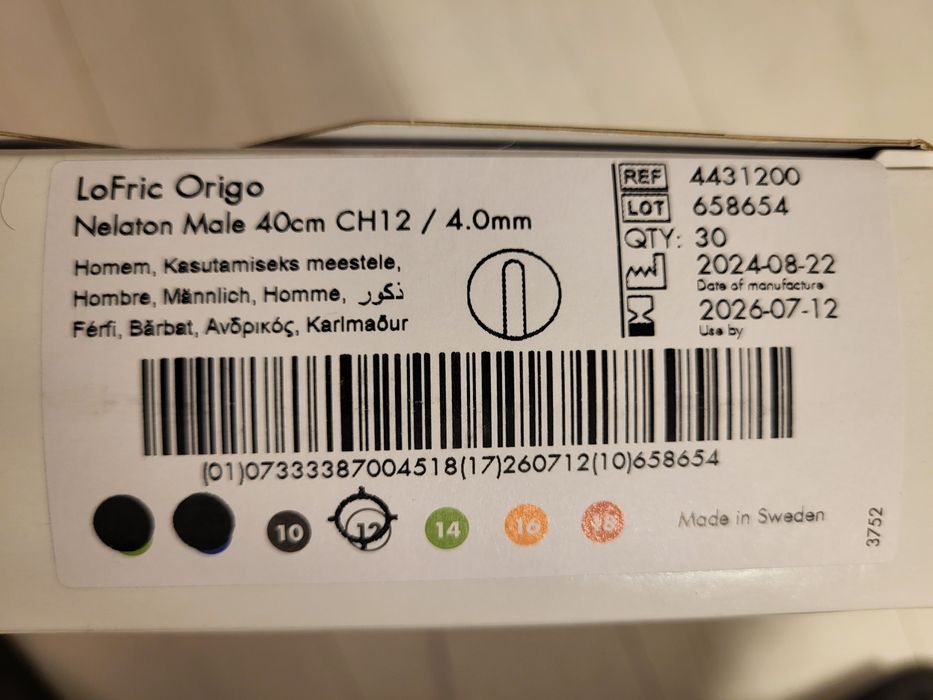 LoFric Origo
Nelaton Male 40cm CH12 / 4.0mm
Homem, Kasutamiseks meestele,
Hombre, Männlich, Homme, ذكور
Férfi, Bărbat, Ανδρικός, Karlmaður
REF 4431200
LOT 658654
QTY: 30
2024-08-22
Date of manufacture
2026-07-12
Use by
(01)07333387004518(17)260712(10)658654
10 12 14 16 18
Made in Sweden
3752